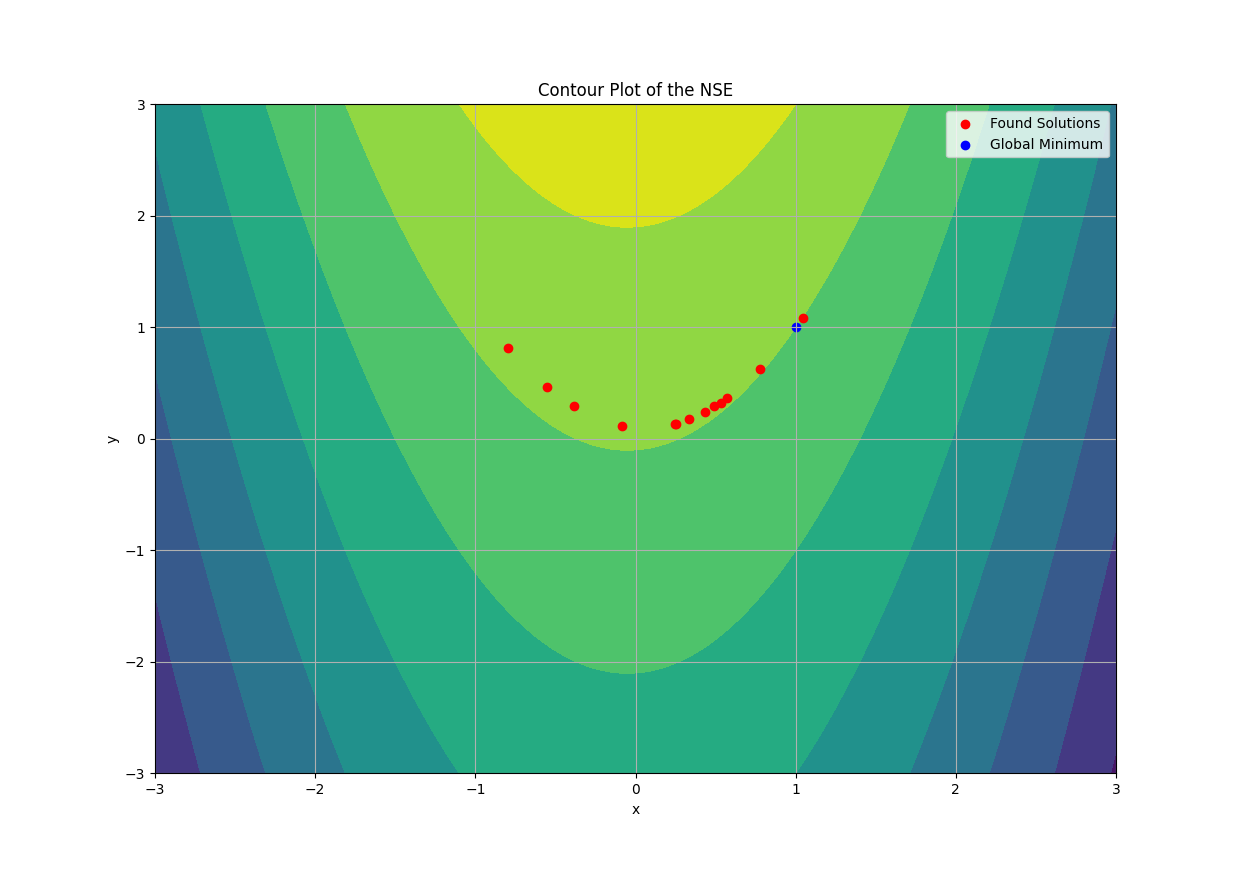 Contour Plot of the NSE
Found Solutions
Global Minimum
3
2
1
0
−1
−2
−3
y
−3 −2 −1 0 1 2 3
x